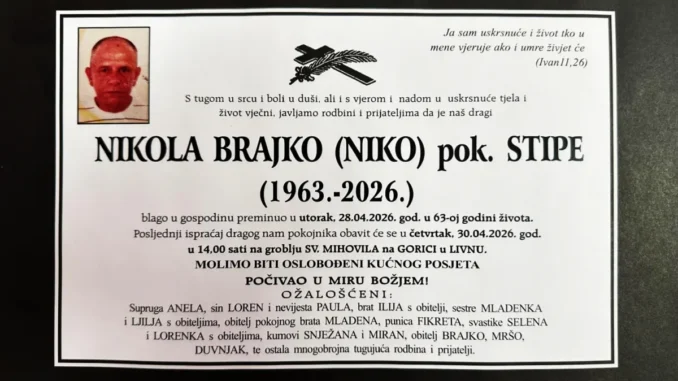 Ja sam uskrsnuće i život tko u
mene vjeruje ako i umre živjet će
(Ivan11,26)
S tugom u srcu i boli u duši, ali i s vjerom i nadom u uskrsnuće tjela i
život vječni, javljamo rodbini i prijateljima da je naš dragi
NIKOLA BRAJKO (NIKO) pok. STIPE
(1963.-2026.)
blago u gospodinu preminuo u utorak, 28.04.2026. god. u 63-oj godini života.
Posljednji ispraćaj dragog nam pokojnika obavit će se u četvrtak, 30.04.2026. god.
u 14,00 sati na groblju SV. MIHOVILA na GORICI u LIVNU.
MOLIMO BITI OSLOBOĐENI KUĆNOG POSJETA
POČIVAO U MIRU BOŽJEM!
OŽALOŠĆENI:
Supruga ANELA, sin LOREN i nevijesta PAULA, brat ILIJA s obitelji, sestre MLADENKA
i LJILJA s obiteljima, obitelj pokojnog brata MLADENA, punica FIKRETA, svastike SELENA
i LORENKA s obiteljima, kumovi SNJEŽANA i MIRAN, obitelj BRAJKO, MRŠO,
DUVNJAK, te ostala mnogobrojna tugujuća rodbina i prijatelji.